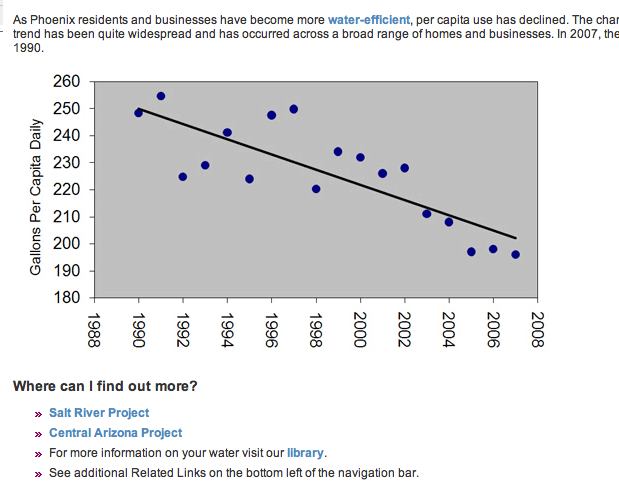 As Phoenix residents and businesses have become more water-efficient, per capita use has declined. The
trend has been quite widespread and has occurred across a broad range of homes and businesses. In 2007,
1990.
260
250
240
230
220
210
200
190
180
Gallons Per Capita Daily
1988
1990
1992
1994
1996
1998
2000
2002
2004
2006
2008
Where can I find out more?
» Salt River Project
» Central Arizona Project
» For more information on your water visit our library.
» See additional Related Links on the bottom left of the navigation bar.